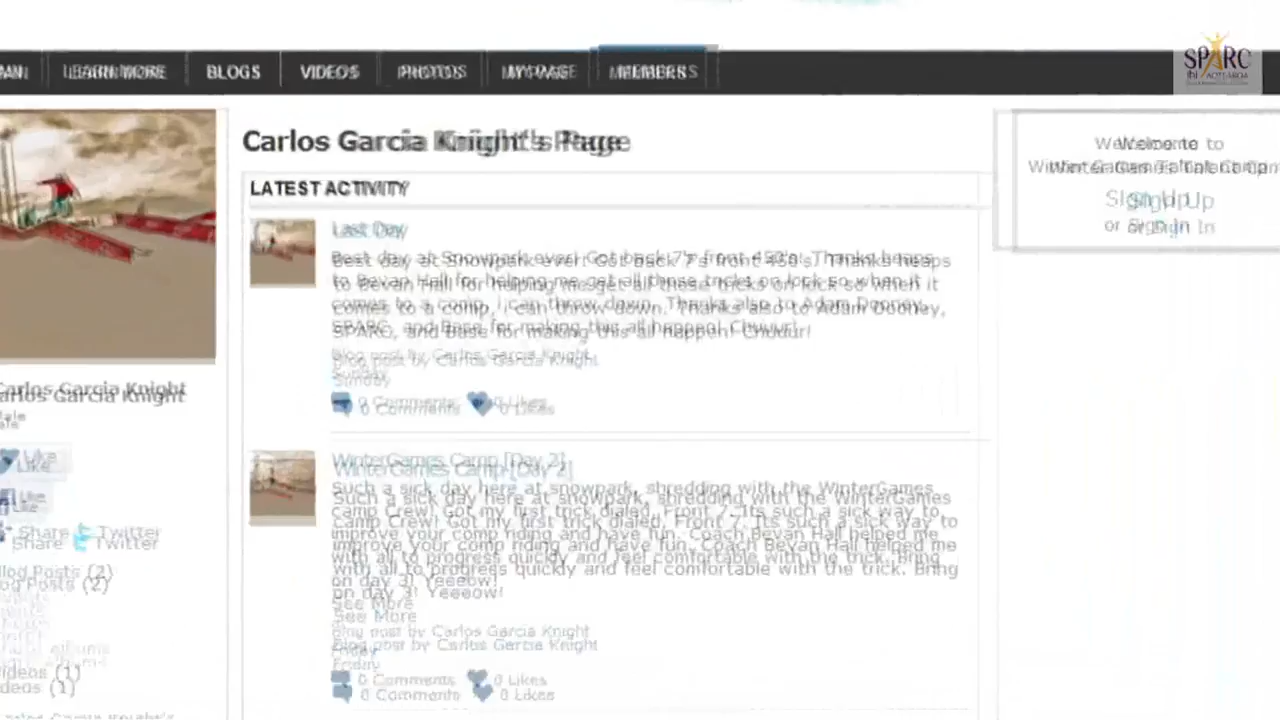 LEARN MORE BLOGS VIDEOS PHOTOS MY PAGE MEMBERS
SPARC
Carlos Garcia Knight's Page
Welcome to
Winter Games Talent Camp
LATEST ACTIVITY
Sign Up
or Sign In
Last Day
Best day at Snowpark ever! Got back 7's front 450's! Thanks heaps
to Bevan Hall for helping me get all those tricks on lock so when it
comes to a comp, i can throw down. Thanks also to Adam Dooney,
SPARC, and Base for making this all happen!
Blog post by Carlos Garcia Knight
Sunday
0 Comments 0 Likes
Carlos Garcia Knight
Like
Like
Share Twitter
Blog Posts (2)
WinterGames Camp [Day 2]
Such a sick day here at snowpark, shredding with the WinterGames
camp Crew! Got my first trick dialed, Front 7. Its such a sick way to
improve your comp riding and have fun. Coach Bevan Hall helped me
with all to progress quickly and feel comfortable with the trick. Bring
on day 3! Yeeeow!
See More
Blog post by Carlos Garcia Knight
Friday
0 Comments 0 Likes
(1)